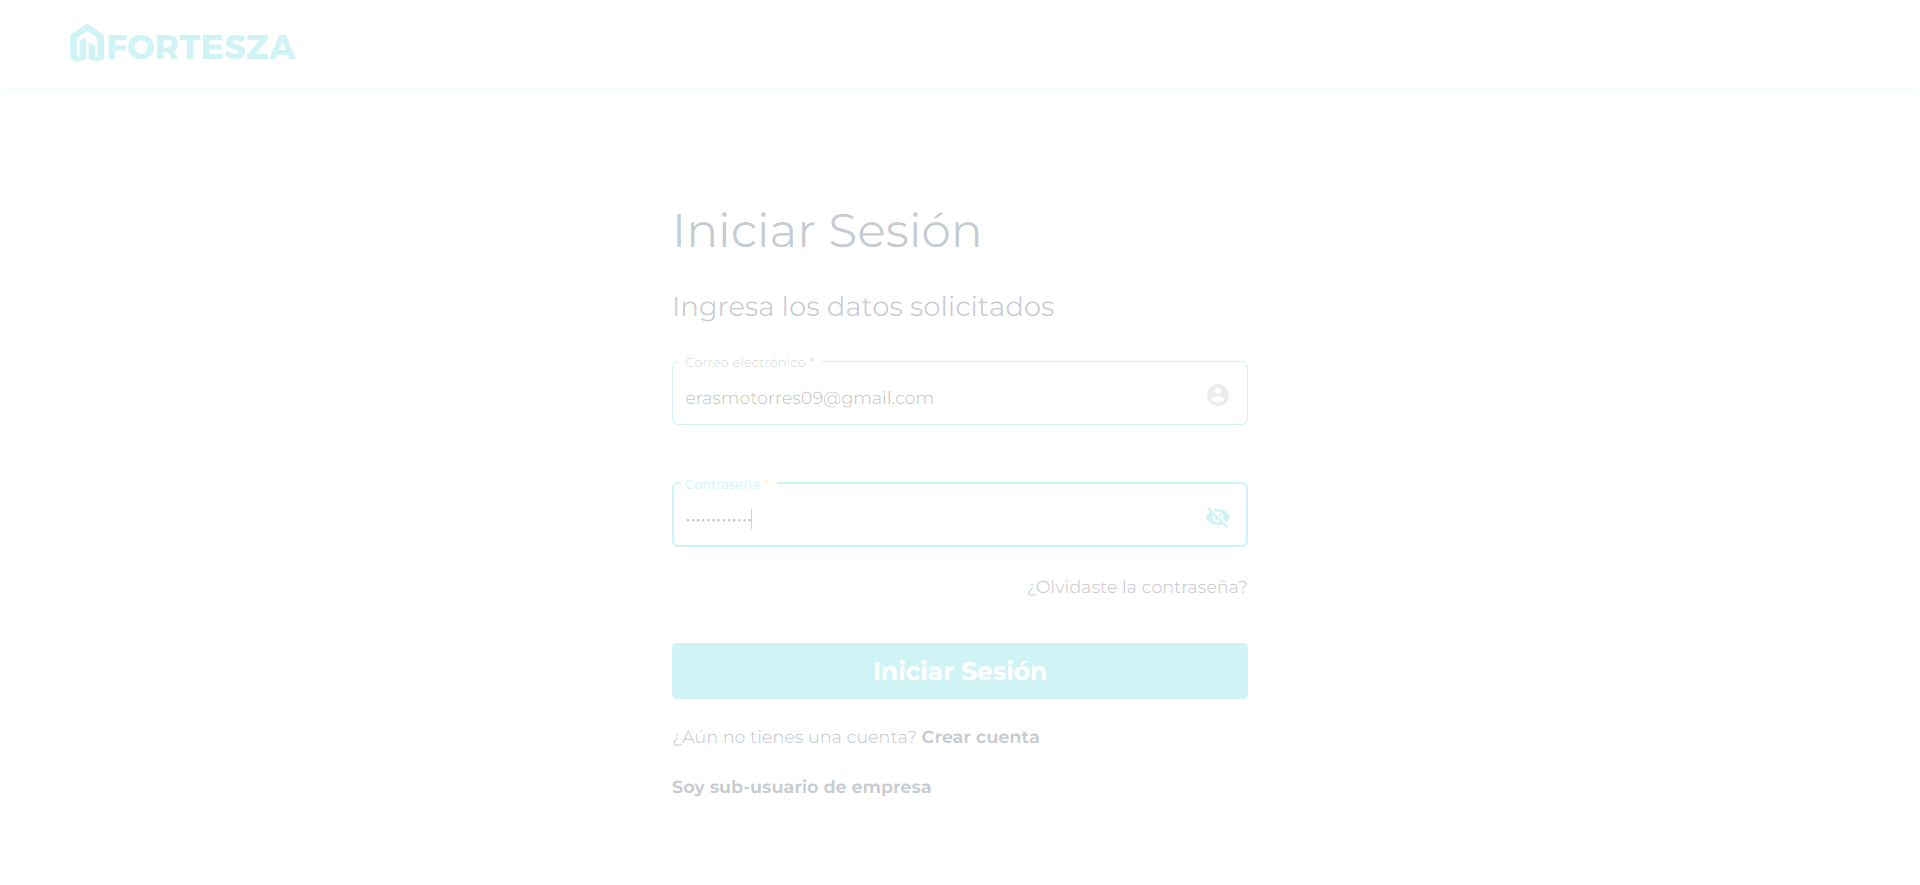 FORTESZA
Iniciar Sesión
Ingresa los datos solicitados
Correo electrónico *
erasmotorres09@gmail.com
Contraseña *
•••••••••••••
¿Olvidaste la contraseña?
Iniciar Sesión
¿Aún no tienes una cuenta? Crear cuenta
Soy sub-usuario de empresa